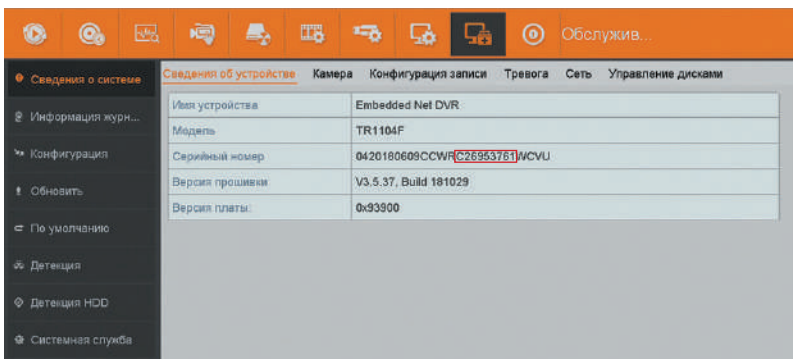 Обслужив...
Сведения о системе
Информация журн...
Конфигурация
Обновить
По умолчанию
Детекция
Детекция HDD
Системная служба
Сведения об устройстве Камера Конфигурация записи Тревога Сеть Управление дисками
Имя устройства Embedded Net DVR
Модель TR1104F
Серийный номер 0420180609CCWRC26953761WCVU
Версия прошивки V3.5.37, Build 181029
Версия платы: 0x93900